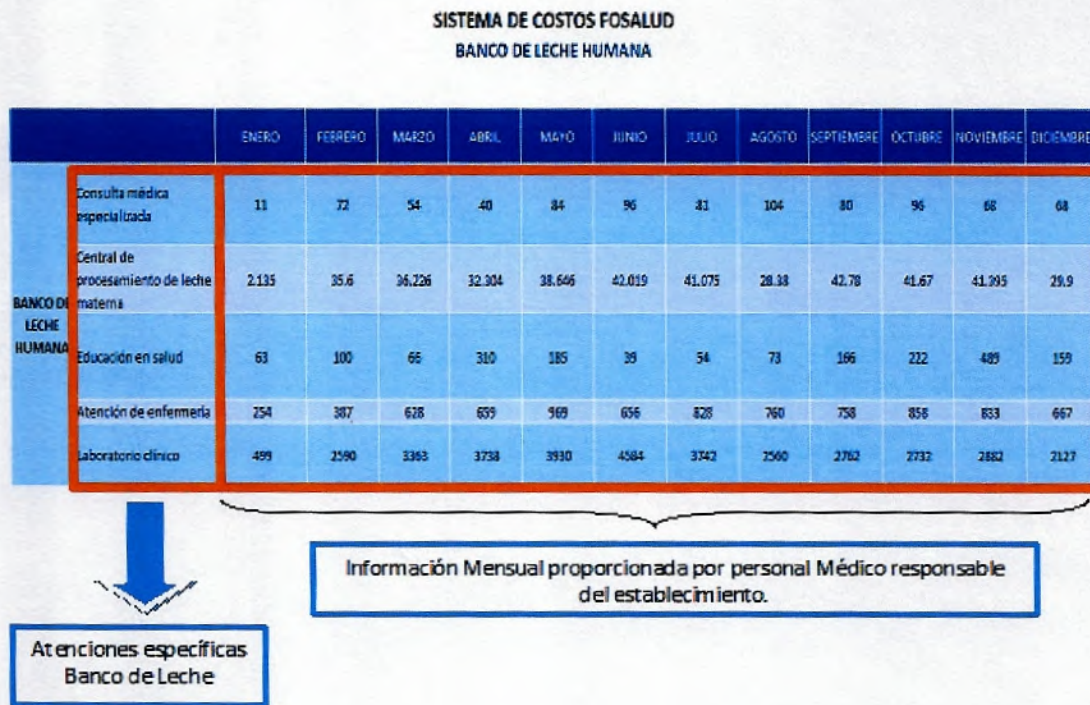 SISTEMA DE COSTOS FOSALUD
BANCO DE LECHE HUMANA
ENERO FEBRERO MARZO ABRIL MAYO JUNIO JULIO AGOSTO SEPTIEMBRE OCTUBRE NOVIEMBRE DICIEMBRE
BANCO DE
LECHE
HUMANA
Consulta médica
especializada
11 72 54 40 84 96 81 104 80 96 68 68
Central de
procesamiento de leche
materna
2.135 35.6 36.226 32.304 38.646 42.019 41.075 28.38 42.78 41.67 41.395 29.9
Educación en salud 63 100 66 310 185 39 54 73 166 222 489 159
Atención de enfermería 254 387 628 659 969 656 828 760 758 858 833 667
Laboratorio clínico 499 2590 3363 3738 3930 4584 3742 2560 2762 2732 2882 2127
Información Mensual proporcionada por personal Médico responsable
del establecimiento.
Atenciones específicas
Banco de Leche